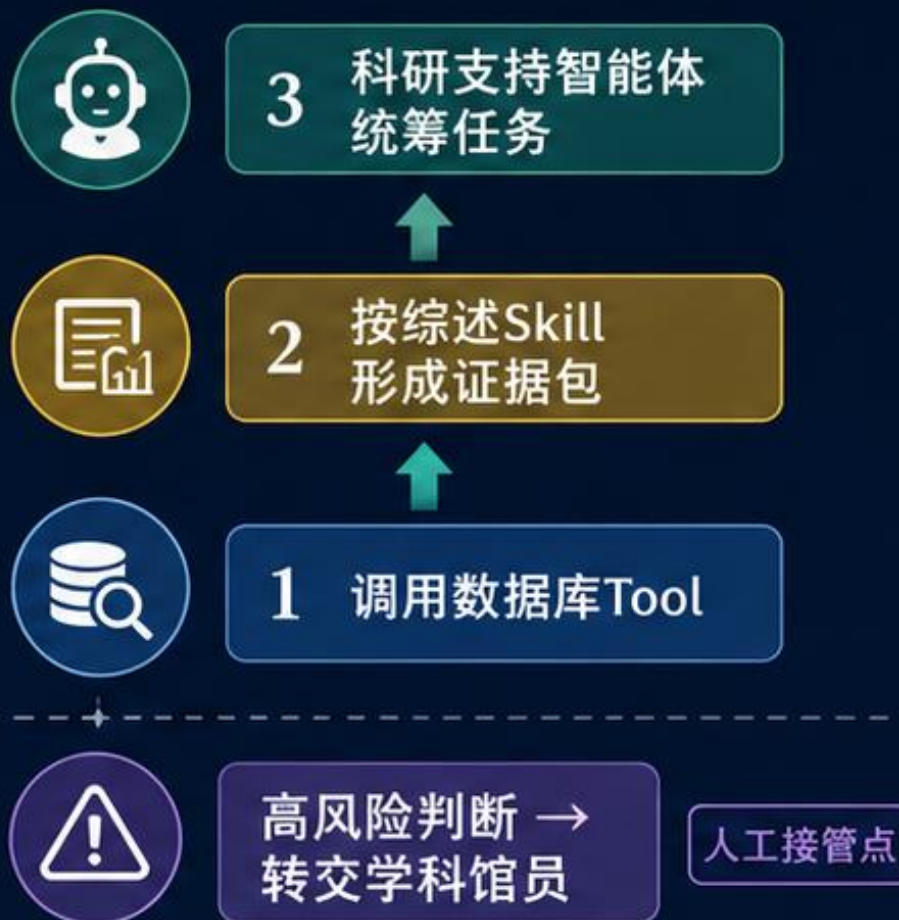 3 科研支持智能体
统筹任务
2 按综述Skill
形成证据包
1 调用数据库Tool
高风险判断 →
转交学科馆员
人工接管点